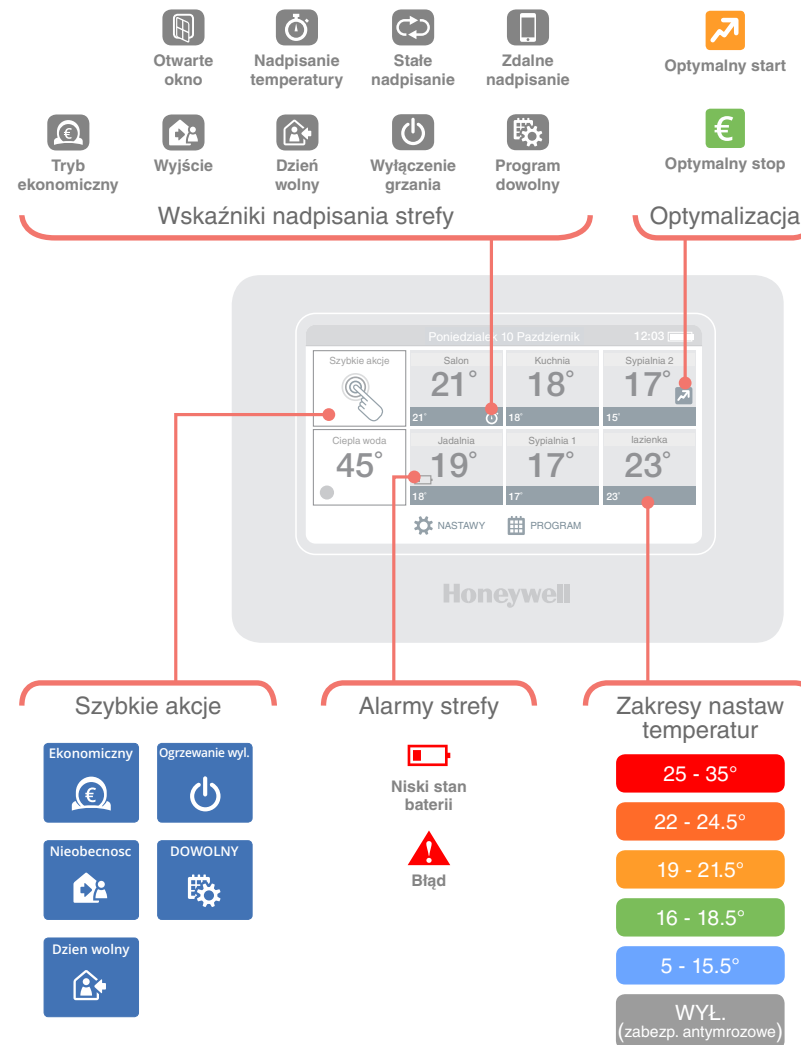 Otwarte
okno
Nadpisanie
temperatury
Stałe
nadpisanie
Zdalne
nadpisanie
Optymalny start
€
Tryb
ekonomiczny
Wyjście
Dzień
wolny
Wyłączenie
grzania
Program
dowolny
€
Optymalny stop
Wskaźniki nadpisania strefy
Optymalizacja
Poniedzialek 10 Pazdziernik 12:03
Szybkie akcje
Salon
21°
21°
Kuchnia
18°
18°
Sypialnia 2
17°
15°
Ciepla woda
45°
Jadalnia
19°
18°
Sypialnia 1
17°
17°
lazienka
23°
23°
NASTAWY
PROGRAM
Honeywell
Szybkie akcje
Ekonomiczny
€
Ogrzewanie wyl.
Nieobecnosc
DOWOLNY
Dzien wolny
Alarmy strefy
Niski stan
baterii
Błąd
Zakresy nastaw
temperatur
25 - 35°
22 - 24.5°
19 - 21.5°
16 - 18.5°
5 - 15.5°
WYŁ.
(zabezp. antymrozowe)